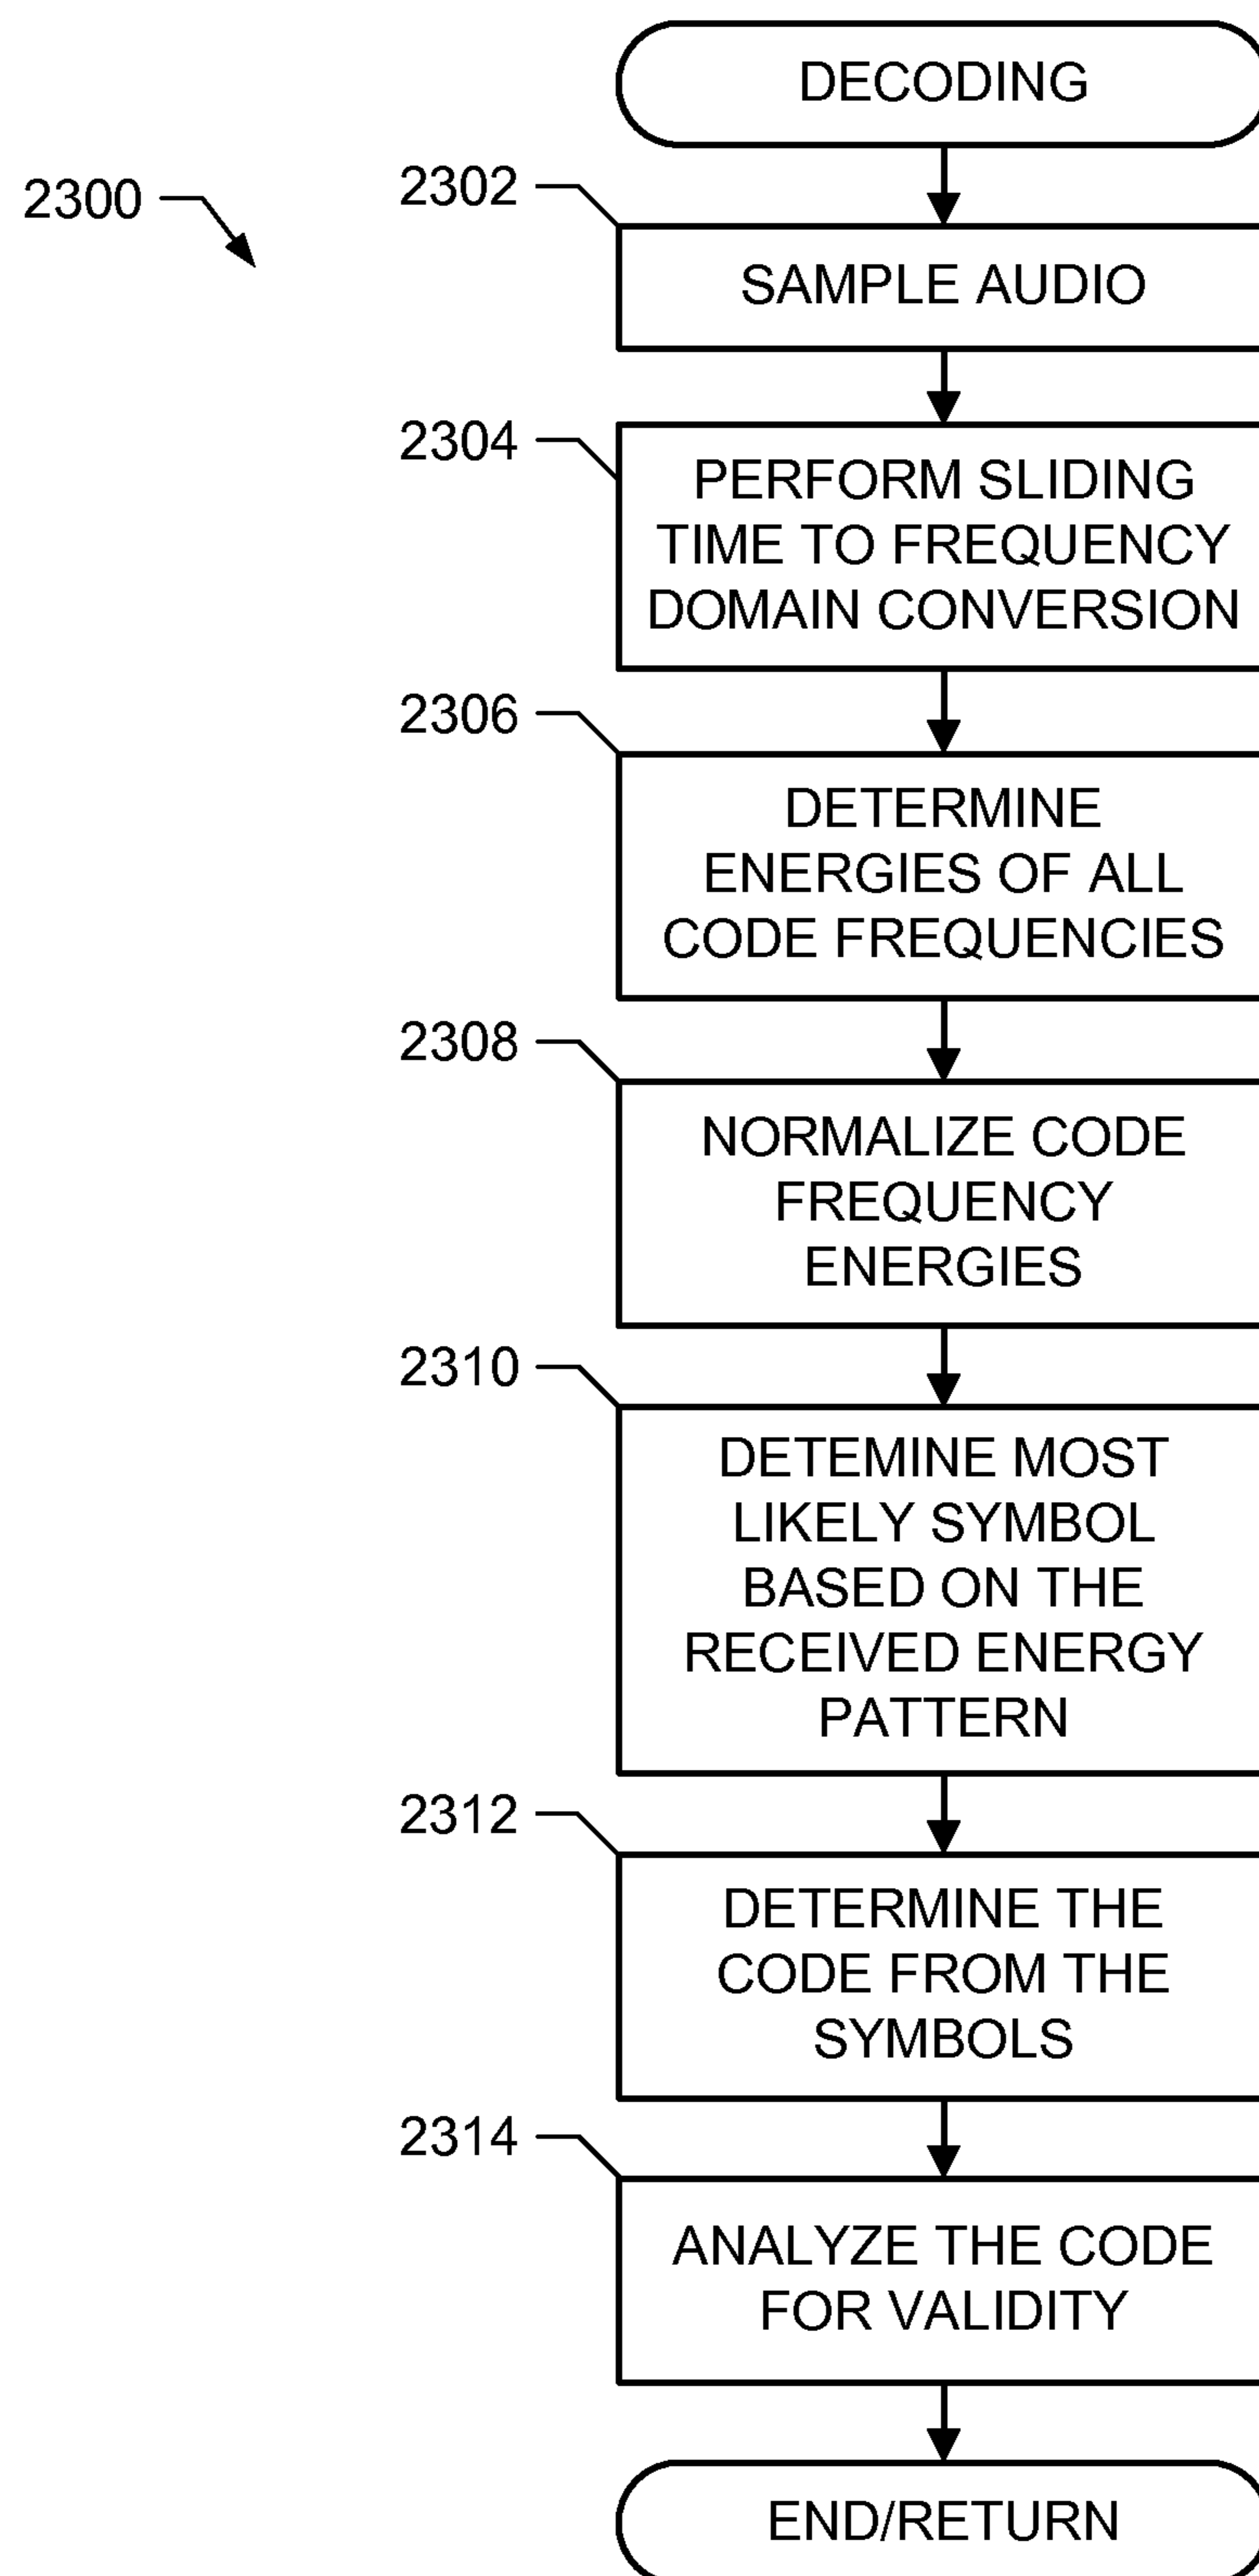 DECODING
2300
2302
SAMPLE AUDIO
2304
PERFORM SLIDING
TIME TO FREQUENCY
DOMAIN CONVERSION
2306
DETERMINE
ENERGIES OF ALL
CODE FREQUENCIES
2308
NORMALIZE CODE
FREQUENCY
ENERGIES
2310
DETEMINE MOST
LIKELY SYMBOL
BASED ON THE
RECEIVED ENERGY
PATTERN
2312
DETERMINE THE
CODE FROM THE
SYMBOLS
2314
ANALYZE THE CODE
FOR VALIDITY
END/RETURN